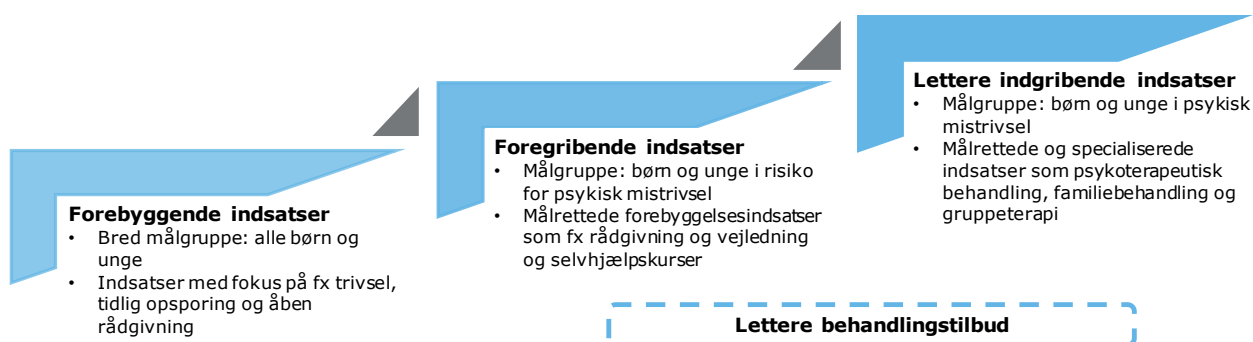 Forebyggende indsatser
• Bred målgruppe: alle børn og
unge
• Indsatser med fokus på fx trivsel,
tidlig opsporing og åben
rådgivning
Foregribende indsatser
• Målgruppe: børn og unge i risiko
for psykisk mistrivsel
• Målrettede forebyggelsesindsatser
som fx rådgivning og vejledning
og selvhjælpskurser
Lettere indgribende indsatser
• Målgruppe: børn og unge i psykisk
mistrivsel
• Målrettede og specialiserede
indsatser som psykoterapeutisk
behandling, familiebehandling og
gruppeterapi
Lettere behandlingstilbud